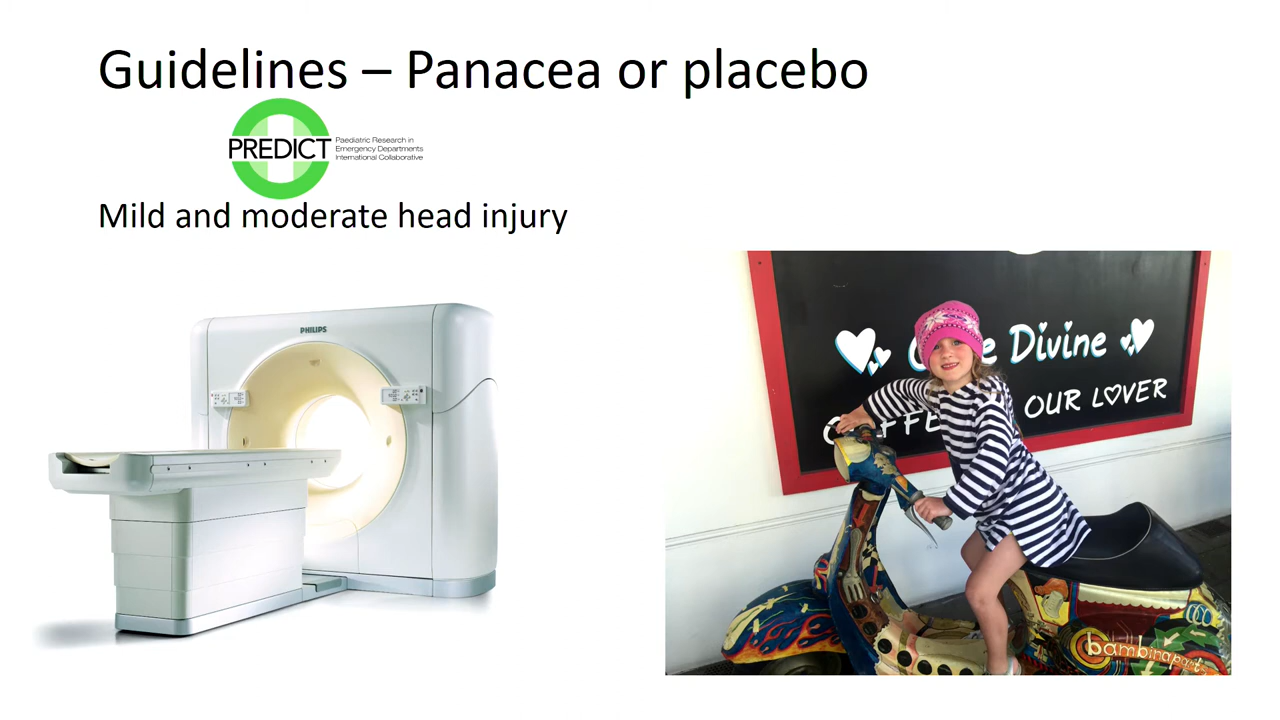 Guidelines – Panacea or placebo
PREDICT
Paediatric Research in
Emergency Departments
International Collaborative
Mild and moderate head injury
PHILIPS
Divine
OUR LOVER
bambinapart